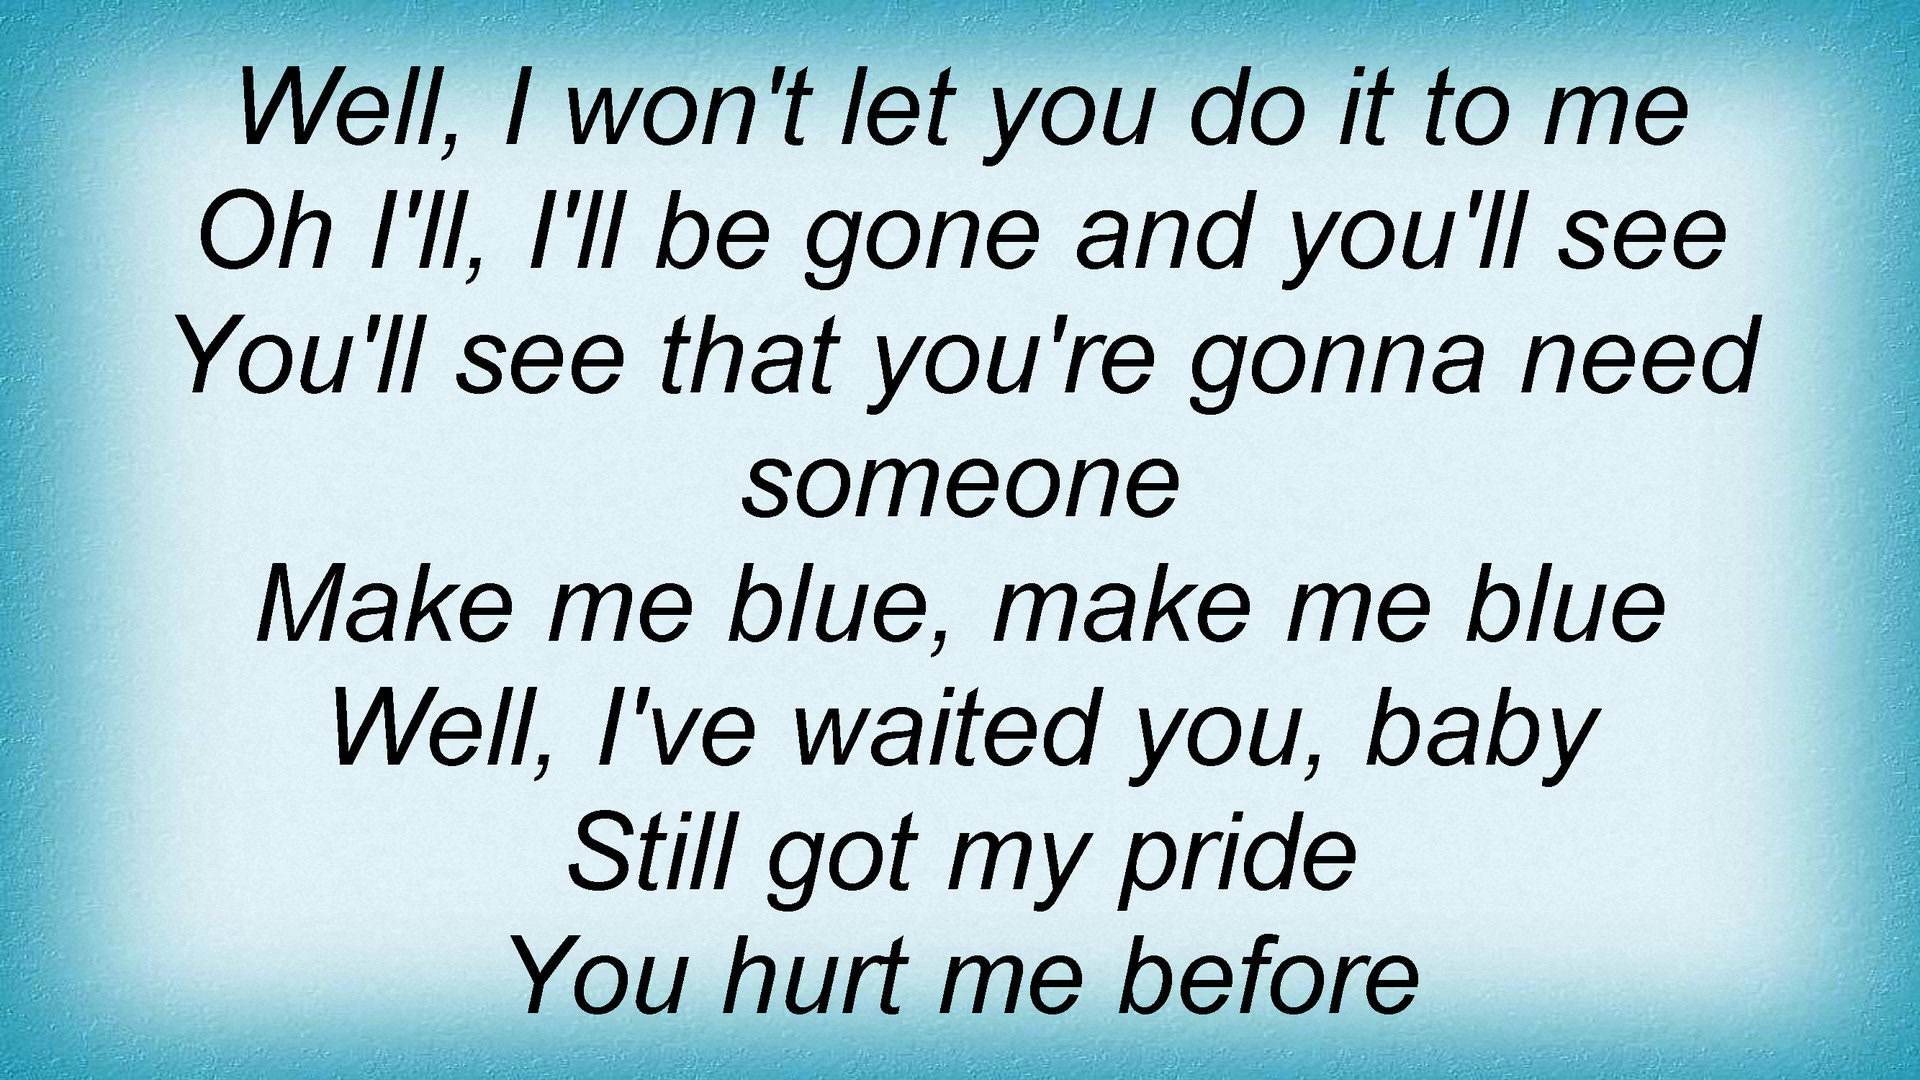 Well, I won't let you do it to me
Oh I'll, I'll be gone and you'll see
You'll see that you're gonna need
someone
Make me blue, make me blue
Well, I've waited you, baby
Still got my pride
You hurt me before